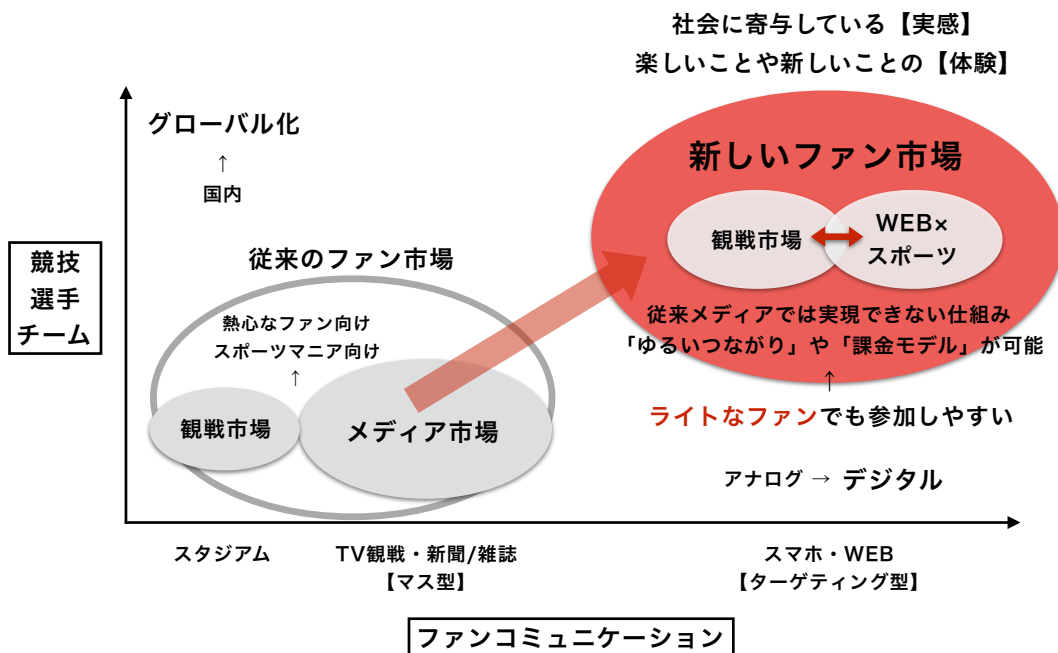 社会に寄与している【実感】
楽しいことや新しいことの【体験】
グローバル化
↑
国内
新しいファン市場
観戦市場
WEB×
スポーツ
競技
選手
チーム
従来のファン市場
熱心なファン向け
スポーツマニア向け
↑
観戦市場
メディア市場
従来メディアでは実現できない仕組み
「ゆるいつながり」や「課金モデル」が可能
↑
ライトなファンでも参加しやすい
アナログ → デジタル
スタジアム
TV観戦・新聞/雑誌
【マス型】
スマホ・WEB
【ターゲティング型】
ファンコミュニケーション